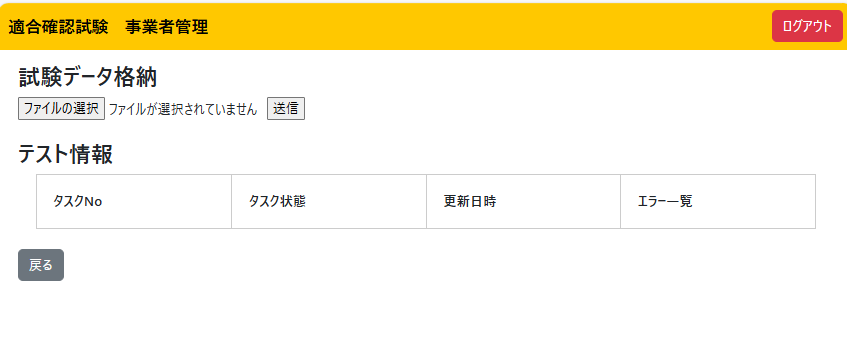 適合確認試験　事業者管理 ログアウト
試験データ格納
ファイルの選択 ファイルが選択されていません 送信
テスト情報
タスクNo タスク状態 更新日時 エラー一覧
戻る